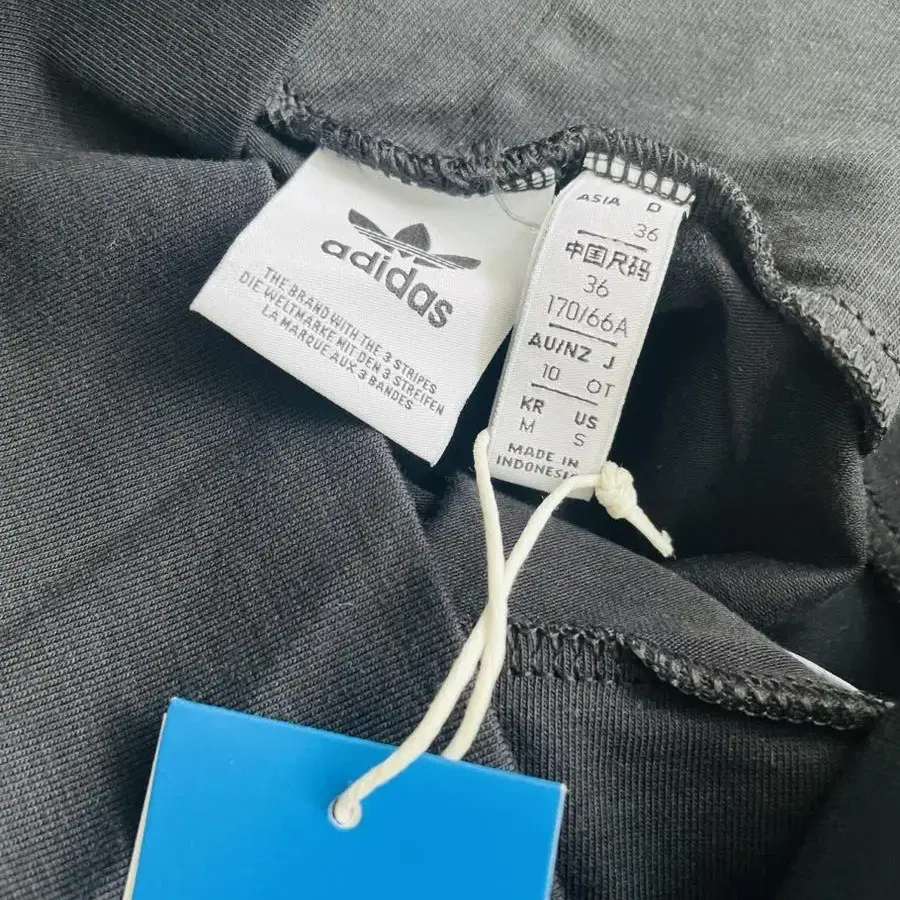 adidas
THE BRAND WITH THE 3 STRIPES
DIE WELTMARKE MIT DEN 3 STREIFEN
LA MARQUE AUX 3 BANDES
ASIA D
36
中国尺码
36
170/66A
AU/NZ J
10 OT
KR US
M S
MADE IN
INDONESIA